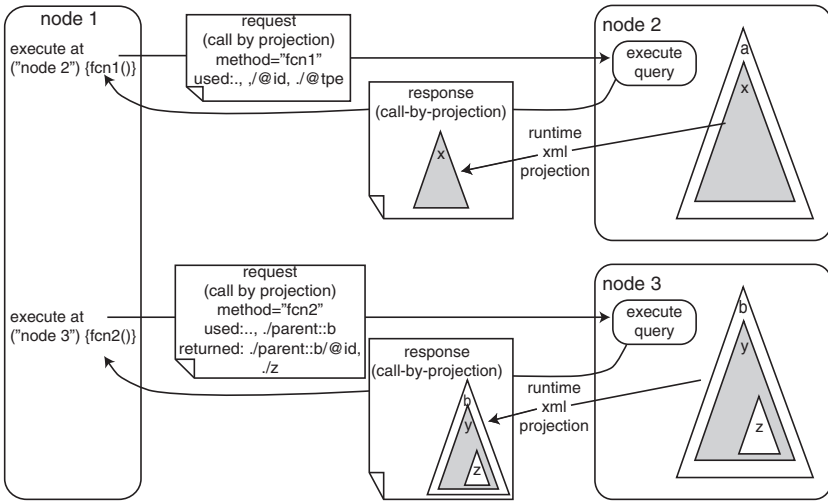 node 1
execute at
("node 2") {fcn1()}
request
(call by projection)
method="fcn1"
used:., ,/@id, ./@tpe
node 2
execute
query
a
x
response
(call-by-projection)
x
runtime
xml
projection
execute at
("node 3") {fcn2()}
request
(call by projection)
method="fcn2"
used:.., ./parent::b
returned: ./parent::b/@id,
./z
node 3
execute
query
b
y
z
response
(call-by-projection)
b
y
z
runtime
xml
projection